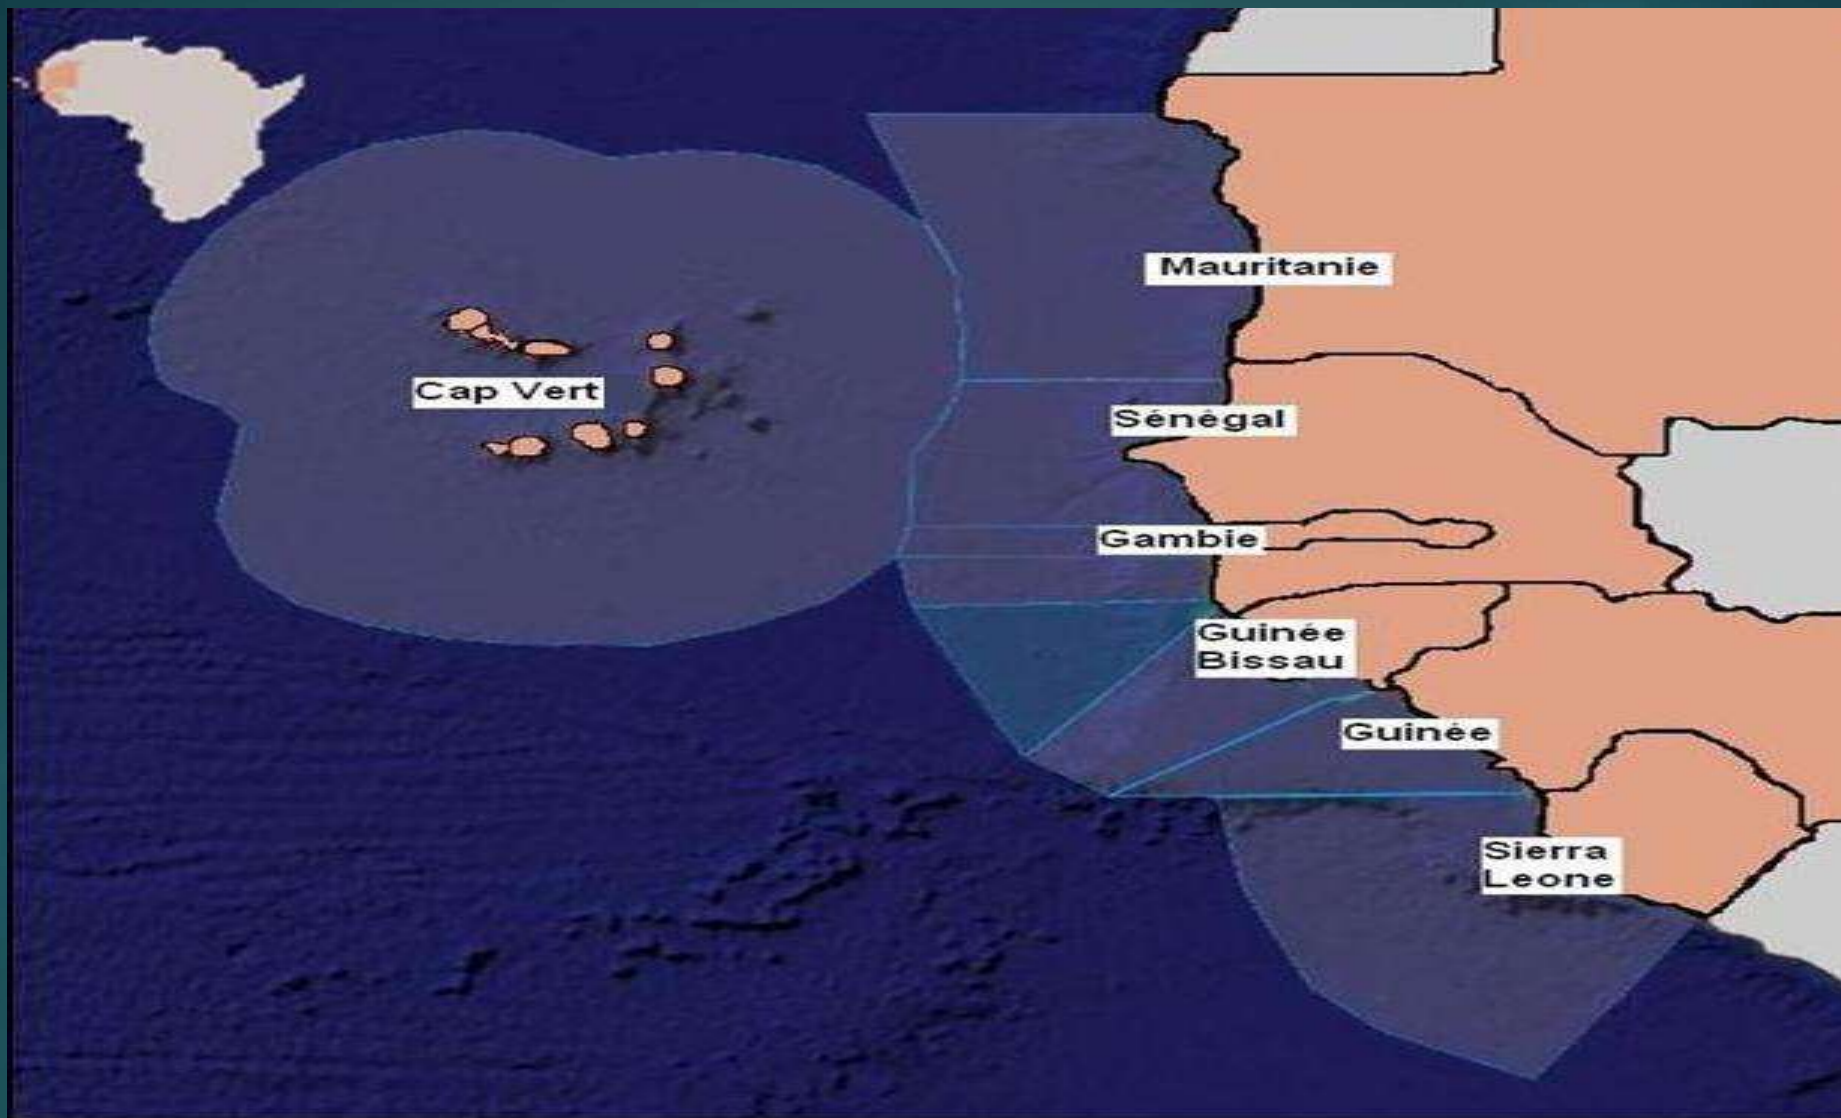 Mauritanie
Cap Vert
Sénégal
Gambie
Guinée
Bissau
Guinée
Sierra
Leone